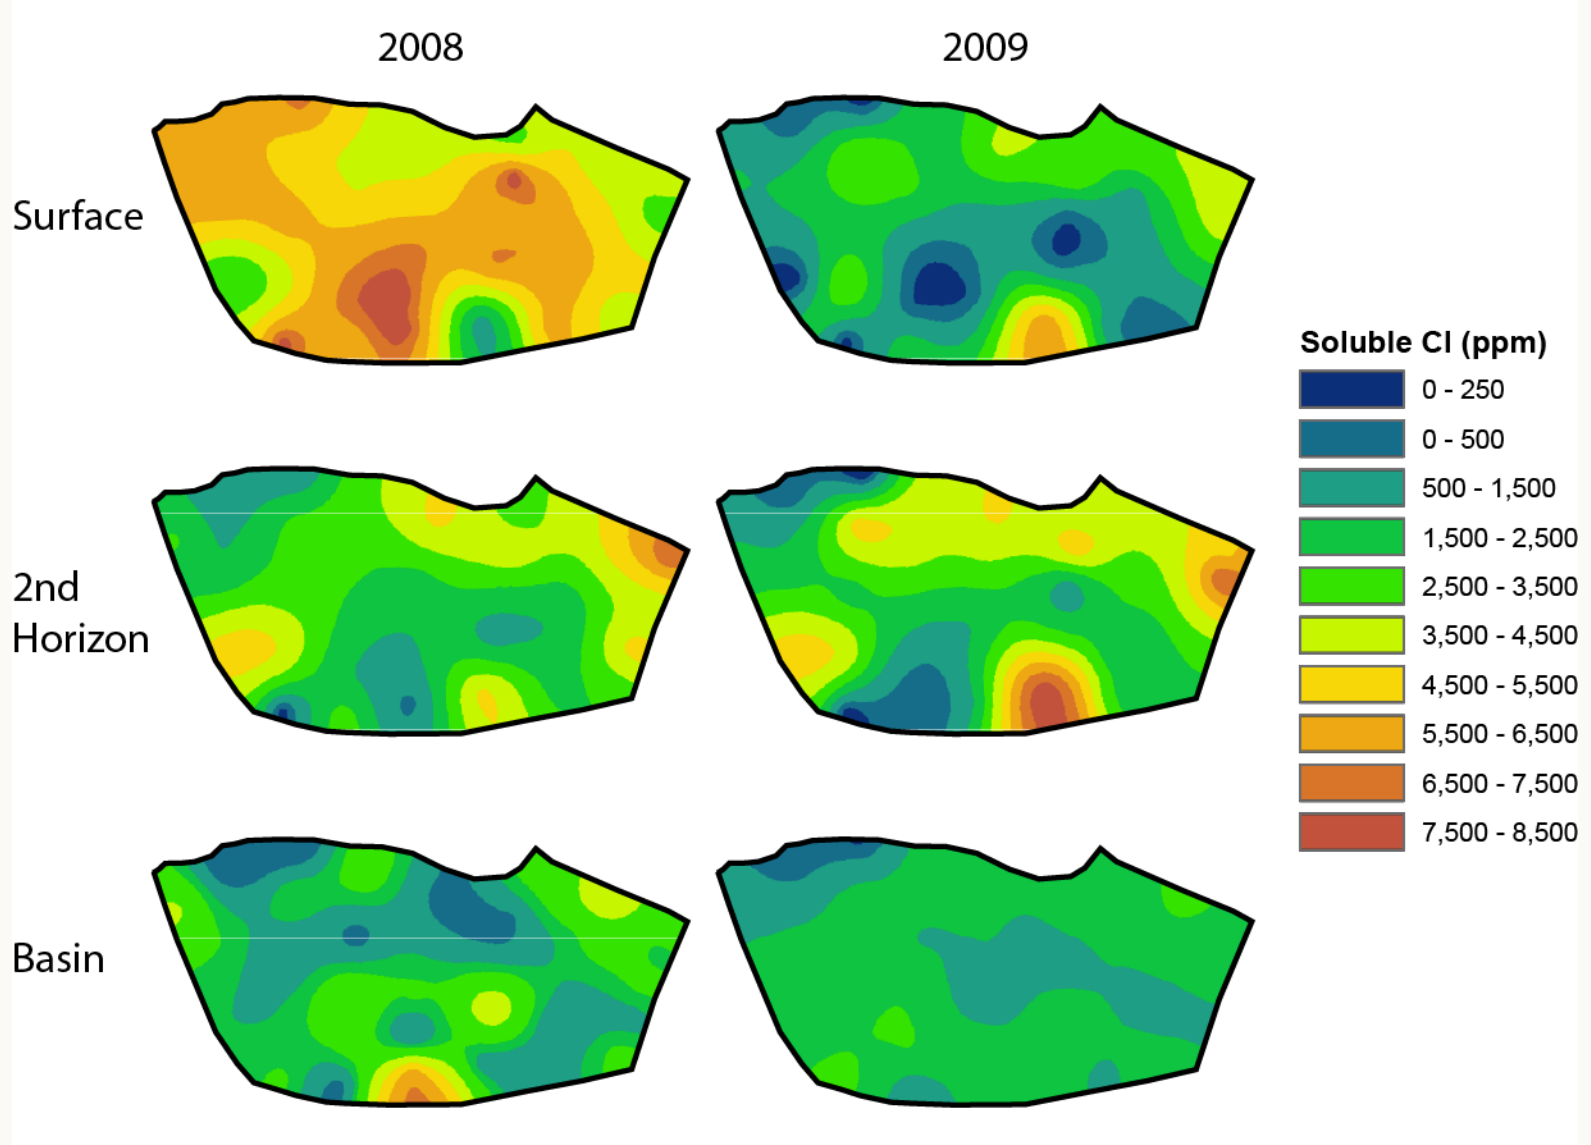 2008
2009
Surface
2nd
Horizon
Basin
Soluble Cl (ppm)
0 - 250
0 - 500
500 - 1,500
1,500 - 2,500
2,500 - 3,500
3,500 - 4,500
4,500 - 5,500
5,500 - 6,500
6,500 - 7,500
7,500 - 8,500